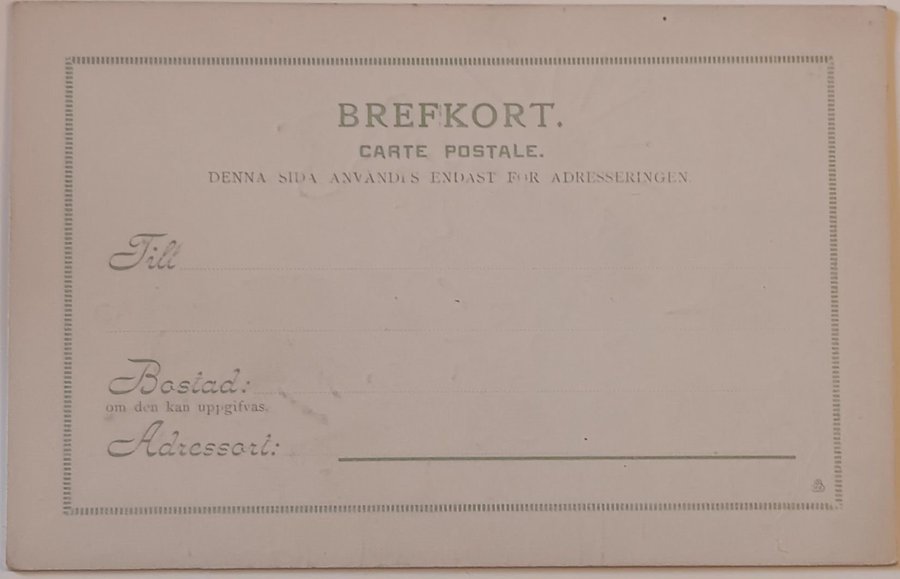 BREFKORT.
CARTE POSTALE.
DENNA SIDA ANVÄNDES ENDAST FÖR ADRESSERINGEN.
Till
Bostad:
om den kan uppgifvas.
Adressort: